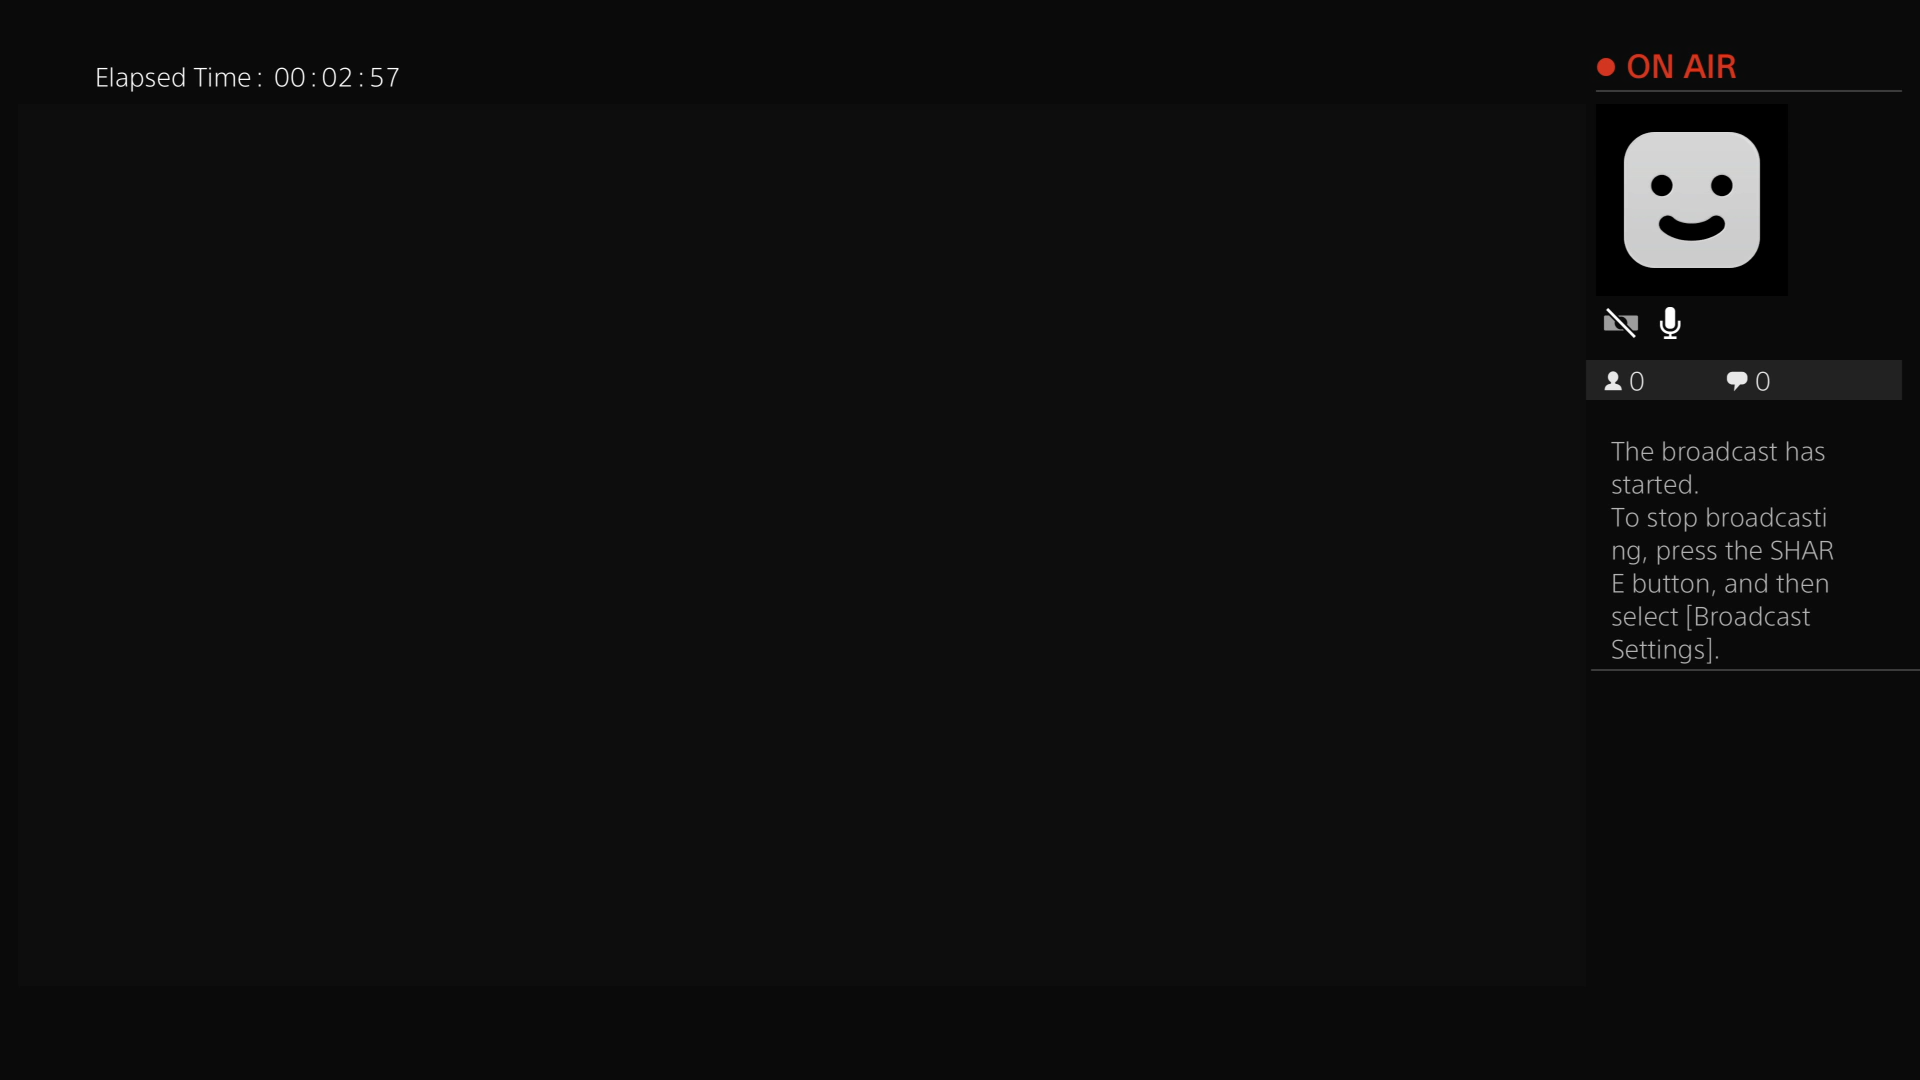 Elapsed Time: 00:02:57
ON AIR
0 0
The broadcast has
started.
To stop broadcasti
ng, press the SHAR
E button, and then
select [Broadcast
Settings].